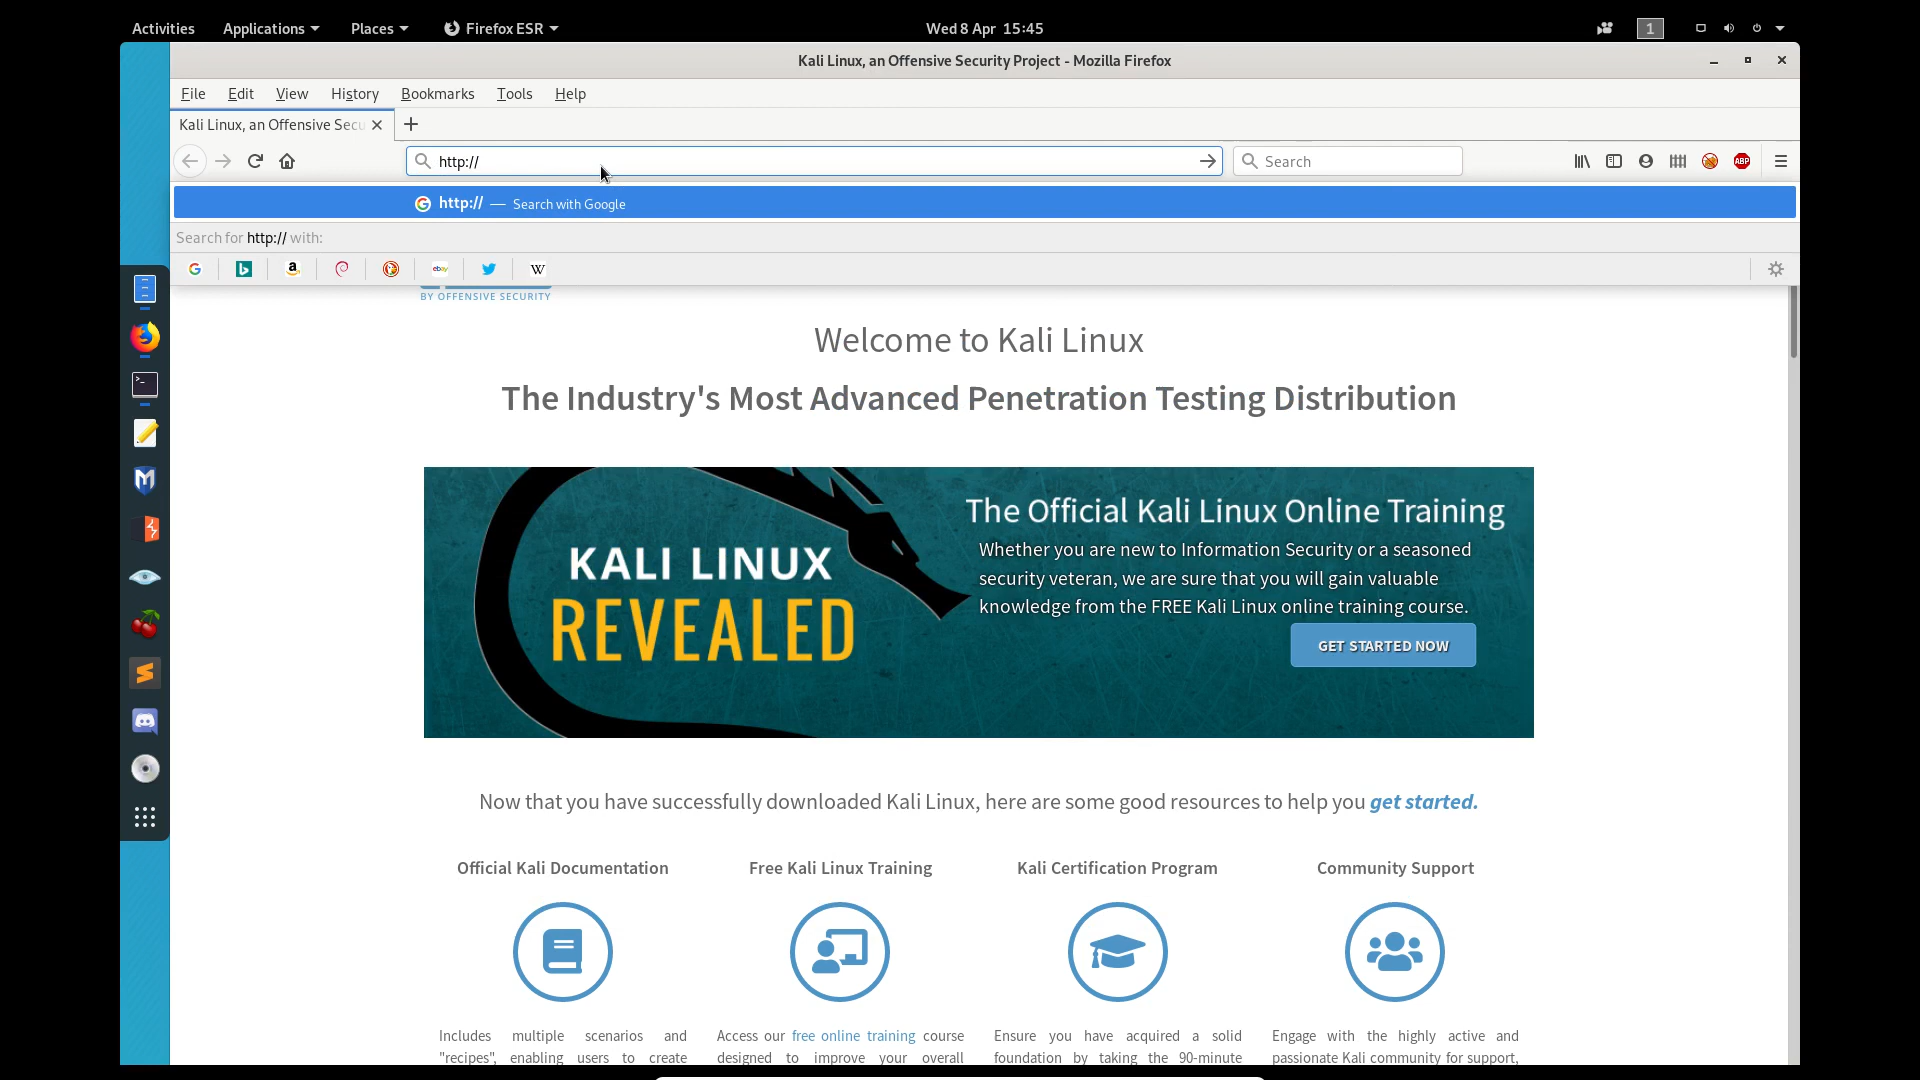 Activities Applications Places Firefox ESR Wed 8 Apr 15:45 1
Kali Linux, an Offensive Security Project - Mozilla Firefox
File Edit View History Bookmarks Tools Help
Kali Linux, an Offensive Secu
http:// Search
ABP
http:// — Search with Google
Search for http:// with:
a ebay W
BY OFFENSIVE SECURITY
Welcome to Kali Linux
The Industry's Most Advanced Penetration Testing Distribution
KALI LINUX
REVEALED
The Official Kali Linux Online Training
Whether you are new to Information Security or a seasoned
security veteran, we are sure that you will gain valuable
knowledge from the FREE Kali Linux online training course.
GET STARTED NOW
Now that you have successfully downloaded Kali Linux, here are some good resources to help you get started.
Official Kali Documentation
Free Kali Linux Training
Kali Certification Program
Community Support
Includes multiple scenarios and
"recipes", enabling users to create
Access our free online training course
designed to improve your overall
Ensure you have acquired a solid
foundation by taking the 90-minute
Engage with the highly active and
passionate Kali community for support,